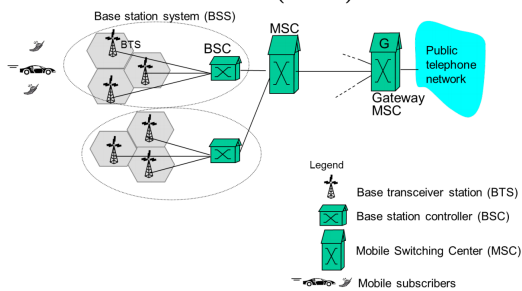 Base station system (BSS)
MSC
BSC
BTS
G
Public
telephone
network
Gateway
MSC
Legend
Base transceiver station (BTS)
Base station controller (BSC)
Mobile Switching Center (MSC)
Mobile subscribers